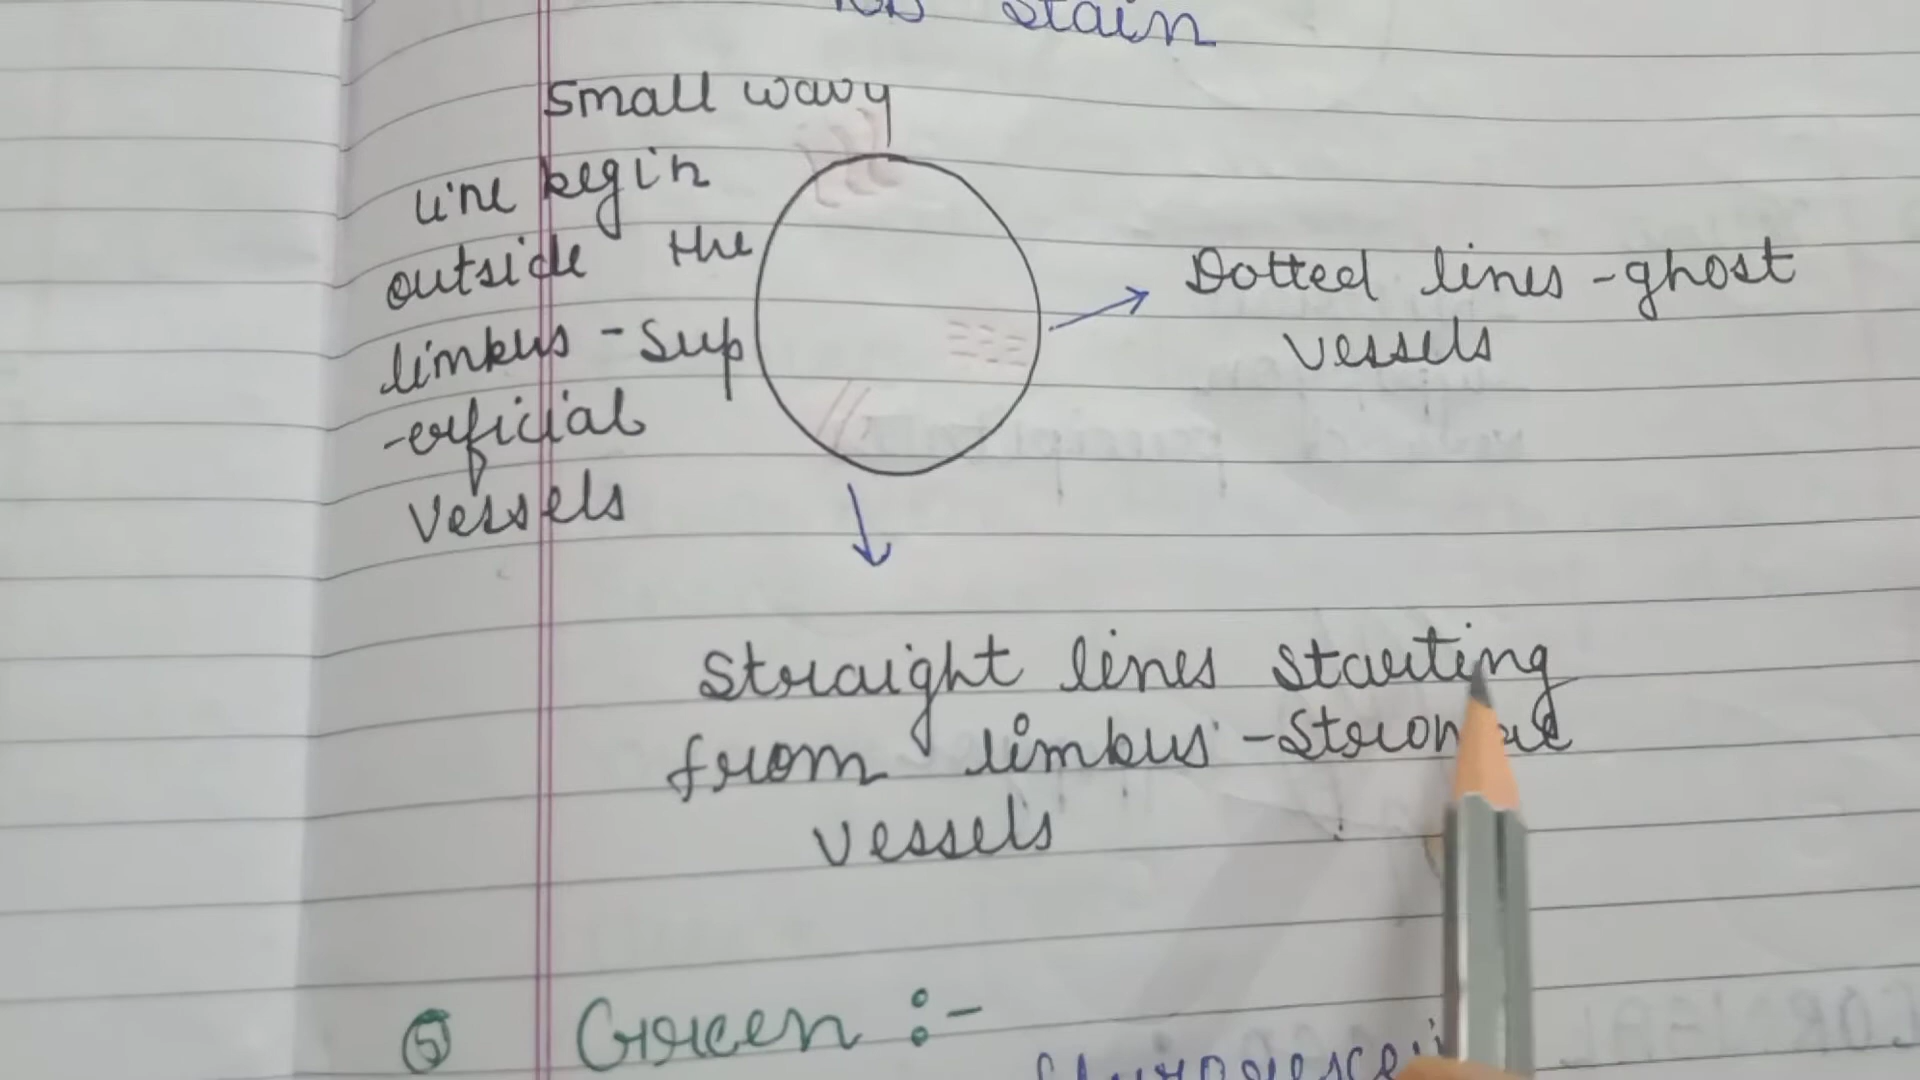 Stain
Small wavy
line begin
outside the
limbus - Sup
-erficial
vessels
Dotted lines - ghost
vessels
Straight lines starting
from limbus - Stromal
vessels
⑤ Green :-